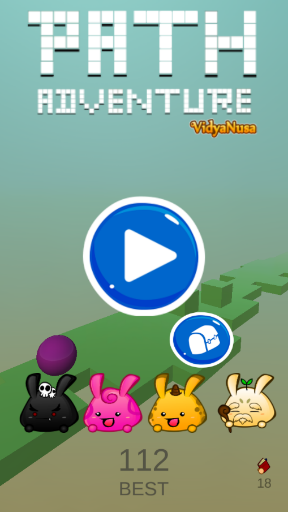 PATH
ADVENTURE
VidyaNusa
112
BEST
18